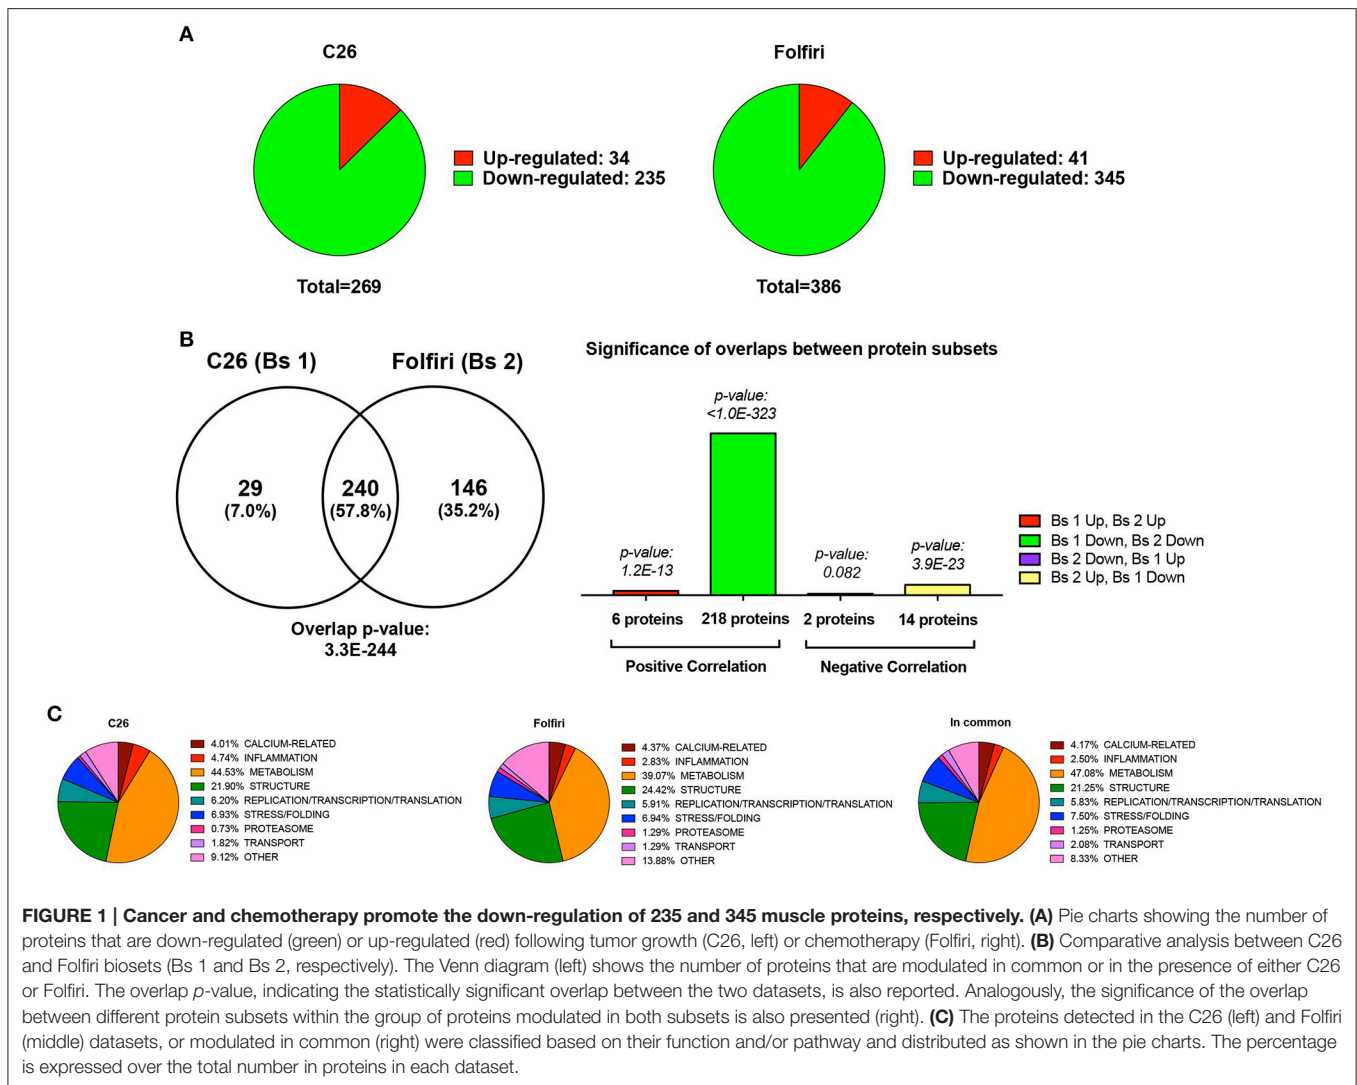 A
C26
Up-regulated: 34
Down-regulated: 235
Total=269
Folfiri
Up-regulated: 41
Down-regulated: 345
Total=386
B
C26 (Bs 1)
Folfiri (Bs 2)
29
(7.0%)
240
(57.8%)
146
(35.2%)
Overlap p-value:
3.3E-244
Significance of overlaps between protein subsets
p-value:
1.2E-13
p-value:
<1.0E-323
p-value:
0.082
p-value:
3.9E-23
6 proteins
218 proteins
2 proteins
14 proteins
Positive Correlation
Negative Correlation
Bs 1 Up, Bs 2 Up
Bs 1 Down, Bs 2 Down
Bs 2 Down, Bs 1 Up
Bs 2 Up, Bs 1 Down
C
C26
4.01% CALCIUM-RELATED
4.74% INFLAMMATION
44.53% METABOLISM
21.90% STRUCTURE
6.20% REPLICATION/TRANSCRIPTION/TRANSLATION
6.93% STRESS/FOLDING
0.73% PROTEASOME
1.82% TRANSPORT
9.12% OTHER
Folfiri
4.37% CALCIUM-RELATED
2.83% INFLAMMATION
39.07% METABOLISM
24.42% STRUCTURE
5.91% REPLICATION/TRANSCRIPTION/TRANSLATION
6.94% STRESS/FOLDING
1.29% PROTEASOME
1.29% TRANSPORT
13.88% OTHER
In common
4.17% CALCIUM-RELATED
2.50% INFLAMMATION
47.08% METABOLISM
21.25% STRUCTURE
5.83% REPLICATION/TRANSCRIPTION/TRANSLATION
7.50% STRESS/FOLDING
1.25% PROTEASOME
2.08% TRANSPORT
8.33% OTHER
FIGURE 1 | Cancer and chemotherapy promote the down-regulation of 235 and 345 muscle proteins, respectively. (A) Pie charts showing the number of
proteins that are down-regulated (green) or up-regulated (red) following tumor growth (C26, left) or chemotherapy (Folfiri, right). (B) Comparative analysis between C26
and Folfiri biosets (Bs 1 and Bs 2, respectively). The Venn diagram (left) shows the number of proteins that are modulated in common or in the presence of either C26
or Folfiri. The overlap p-value, indicating the statistically significant overlap between the two datasets, is also reported. Analogously, the significance of the overlap
between different protein subsets within the group of proteins modulated in both subsets is also presented (right). (C) The proteins detected in the C26 (left) and Folfiri
(middle) datasets, or modulated in common (right) were classified based on their function and/or pathway and distributed as shown in the pie charts. The percentage
is expressed over the total number in proteins in each dataset.